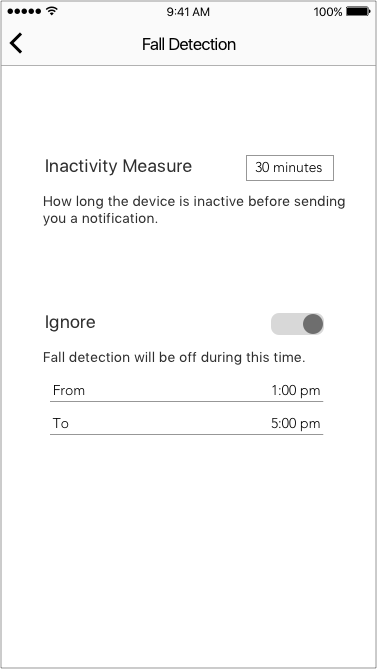 9:41 AM 100%
Fall Detection
Inactivity Measure 30 minutes
How long the device is inactive before sending
you a notification.
Ignore
Fall detection will be off during this time.
From 1:00 pm
To 5:00 pm